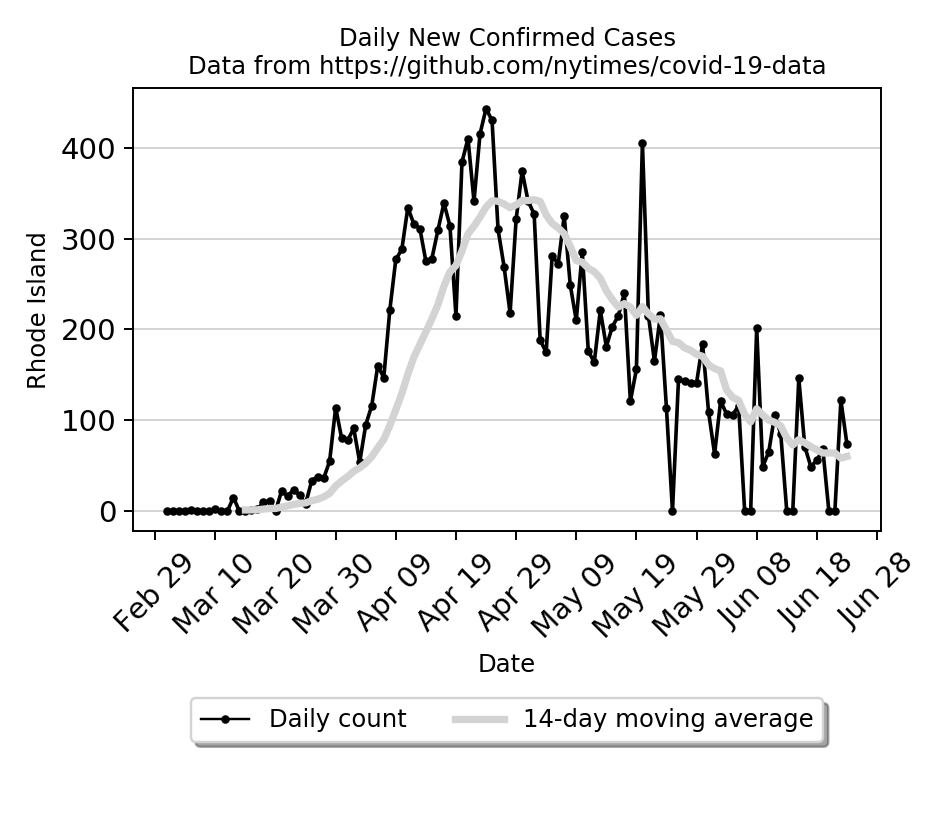 Daily New Confirmed Cases
Data from https://github.com/nytimes/covid-19-data
Rhode Island
400
300
200
100
0
Feb 29
Mar 10
Mar 20
Mar 30
Apr 09
Apr 19
Apr 29
May 09
May 19
May 29
Jun 08
Jun 18
Jun 28
Date
Daily count
14-day moving average